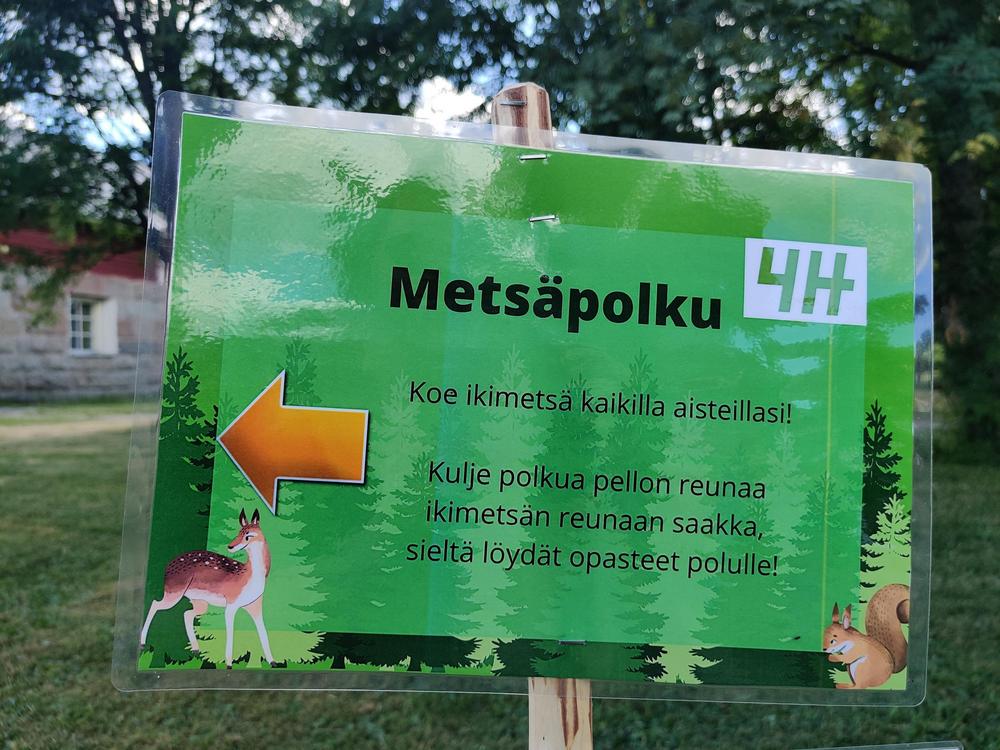 Metsäpolku
4H
Koe ikimetsä kaikilla aisteillasi!
Kulje polkua pellon reunaa
ikimetsän reunaan saakka,
sieltä löydät opasteet polulle!